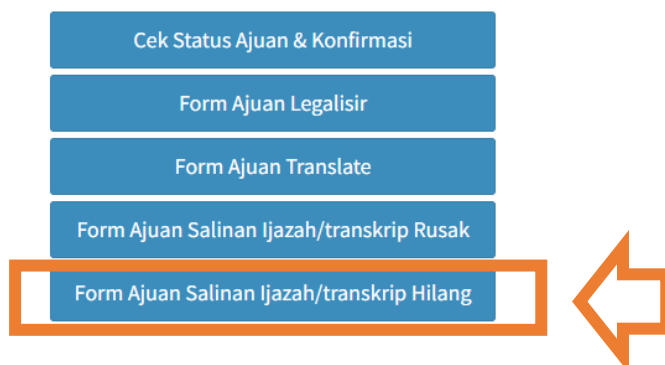 Cek Status Ajuan & Konfirmasi
Form Ajuan Legalisir
Form Ajuan Translate
Form Ajuan Salinan Ijazah/transkrip Rusak
Form Ajuan Salinan Ijazah/transkrip Hilang